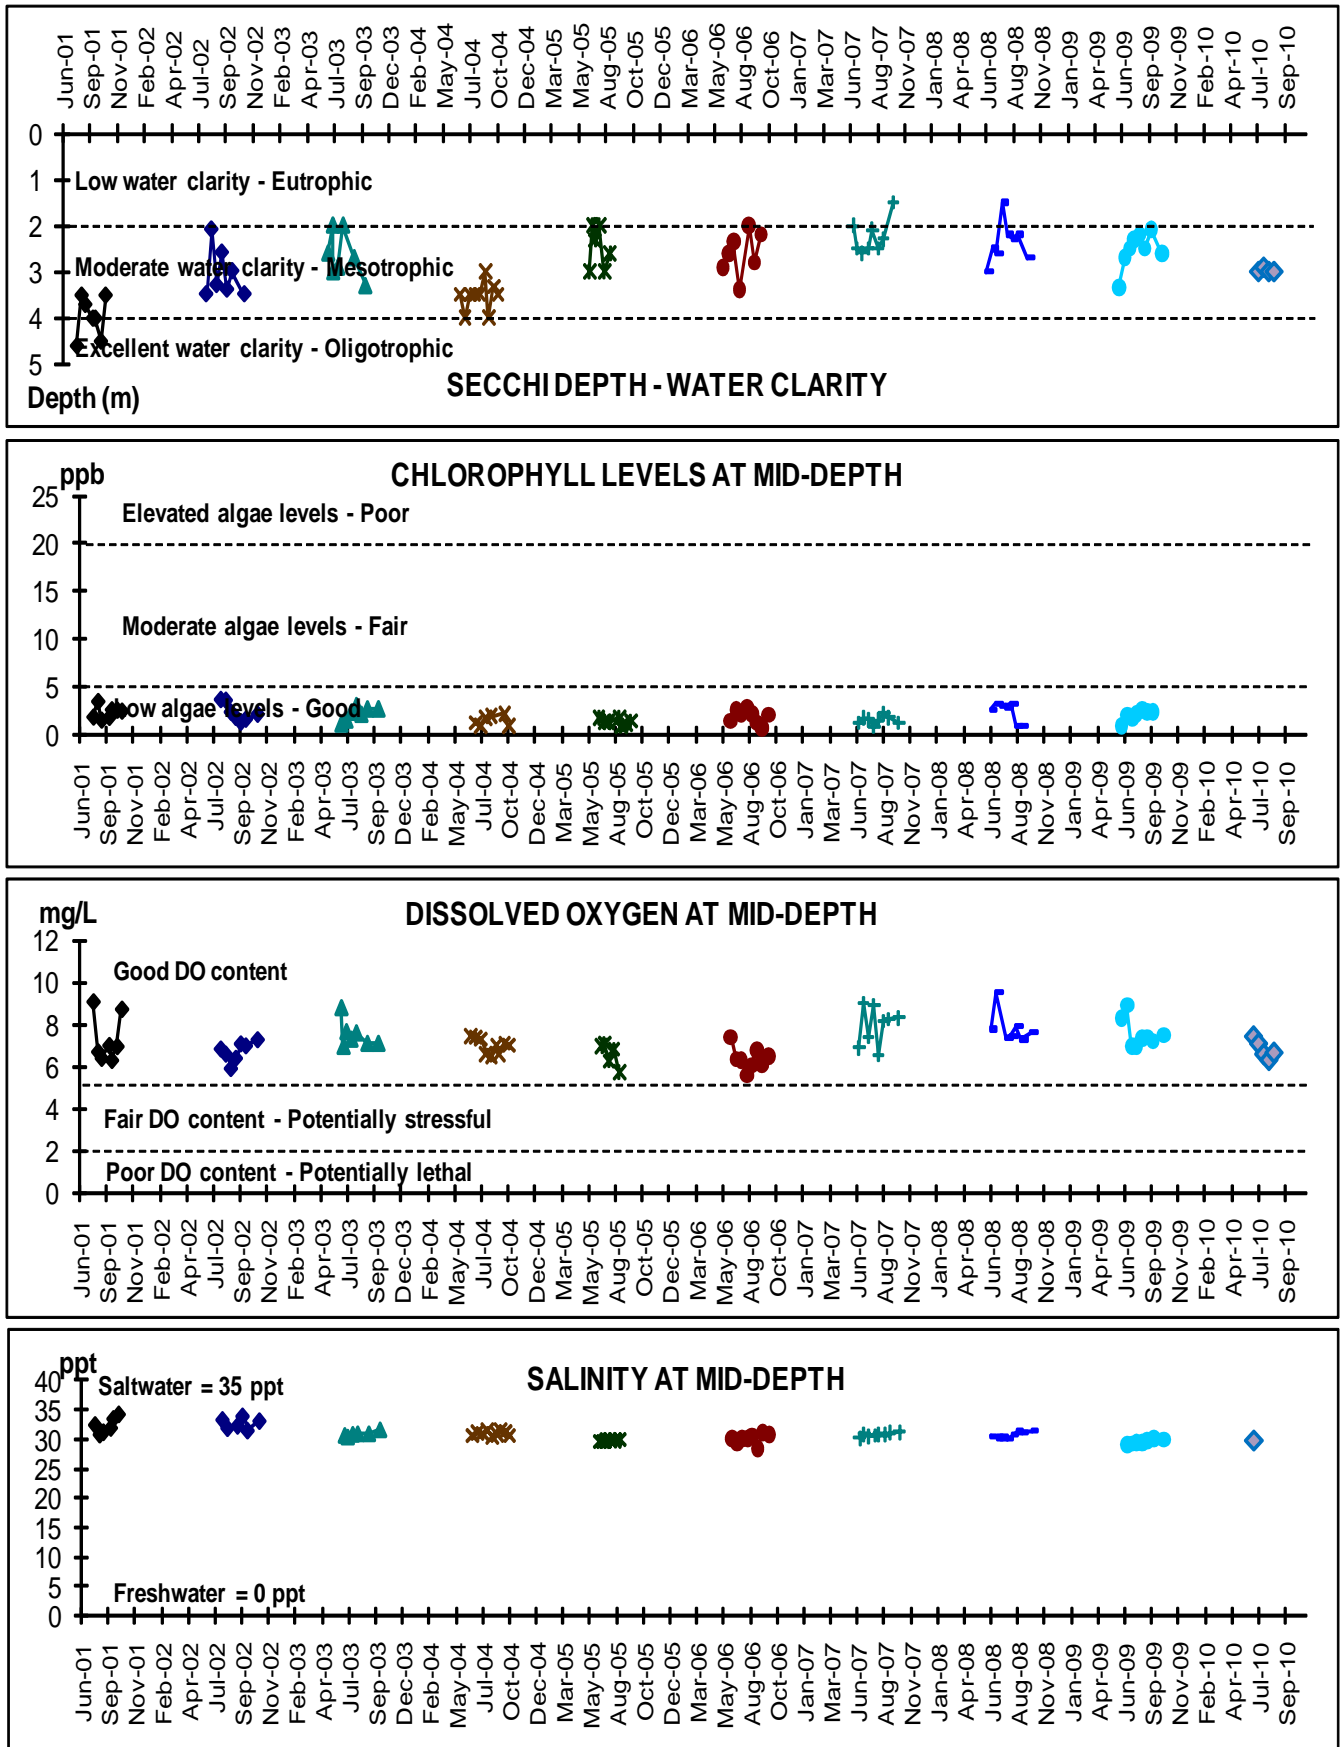 Jun-01 Sep-01 Nov-01 Feb-02 Apr-02 Jul-02 Sep-02 Nov-02 Feb-03 Apr-03 Jul-03 Sep-03 Dec-03 Feb-04 May-04 Jul-04 Oct-04 Dec-04 Mar-05 May-05 Aug-05 Oct-05 Dec-05 Mar-06 May-06 Aug-06 Oct-06 Jan-07 Mar-07 Jun-07 Aug-07 Nov-07 Jan-08 Apr-08 Jun-08 Aug-08 Nov-08 Jan-09 Apr-09 Jun-09 Sep-09 Nov-09 Feb-10 Apr-10 Jul-10 Sep-10
0
1
Low water clarity - Eutrophic
2
3
Moderate water clarity - Mesotrophic
4
Excellent water clarity - Oligotrophic
5
SECCHI DEPTH - WATER CLARITY
Depth (m)
ppb
CHLOROPHYLL LEVELS AT MID-DEPTH
25
Elevated algae levels - Poor
20
15
Moderate algae levels - Fair
10
5
Low algae levels - Good
0
Jun-01 Sep-01 Nov-01 Feb-02 Apr-02 Jul-02 Sep-02 Nov-02 Feb-03 Apr-03 Jul-03 Sep-03 Dec-03 Feb-04 May-04 Jul-04 Oct-04 Dec-04 Mar-05 May-05 Aug-05 Oct-05 Dec-05 Mar-06 May-06 Aug-06 Oct-06 Jan-07 Mar-07 Jun-07 Aug-07 Nov-07 Jan-08 Apr-08 Jun-08 Aug-08 Nov-08 Jan-09 Apr-09 Jun-09 Sep-09 Nov-09 Feb-10 Apr-10 Jul-10 Sep-10
mg/L
DISSOLVED OXYGEN AT MID-DEPTH
12
Good DO content
10
8
6
4
Fair DO content - Potentially stressful
2
Poor DO content - Potentially lethal
0
Jun-01 Sep-01 Nov-01 Feb-02 Apr-02 Jul-02 Sep-02 Nov-02 Feb-03 Apr-03 Jul-03 Sep-03 Dec-03 Feb-04 May-04 Jul-04 Oct-04 Dec-04 Mar-05 May-05 Aug-05 Oct-05 Dec-05 Mar-06 May-06 Aug-06 Oct-06 Jan-07 Mar-07 Jun-07 Aug-07 Nov-07 Jan-08 Apr-08 Jun-08 Aug-08 Nov-08 Jan-09 Apr-09 Jun-09 Sep-09 Nov-09 Feb-10 Apr-10 Jul-10 Sep-10
ppt
SALINITY AT MID-DEPTH
40
Saltwater = 35 ppt
35
30
25
20
15
10
5
Freshwater = 0 ppt
0
Jun-01 Sep-01 Nov-01 Feb-02 Apr-02 Jul-02 Sep-02 Nov-02 Feb-03 Apr-03 Jul-03 Sep-03 Dec-03 Feb-04 May-04 Jul-04 Oct-04 Dec-04 Mar-05 May-05 Aug-05 Oct-05 Dec-05 Mar-06 May-06 Aug-06 Oct-06 Jan-07 Mar-07 Jun-07 Aug-07 Nov-07 Jan-08 Apr-08 Jun-08 Aug-08 Nov-08 Jan-09 Apr-09 Jun-09 Sep-09 Nov-09 Feb-10 Apr-10 Jul-10 Sep-10